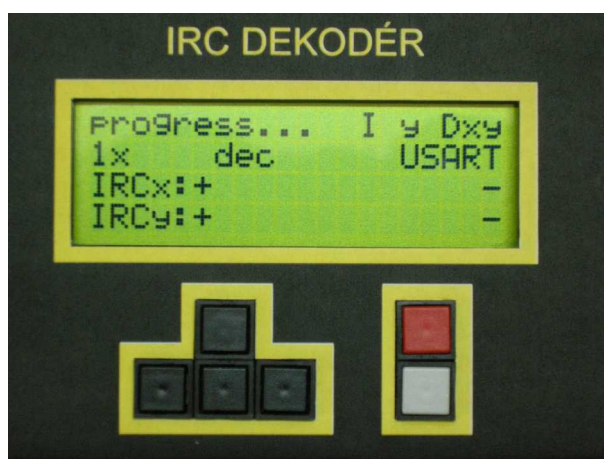 IRC DEKODÉR
progress... I y Dxy
1x dec USART
IRCx:+ -
IRCy:+ -